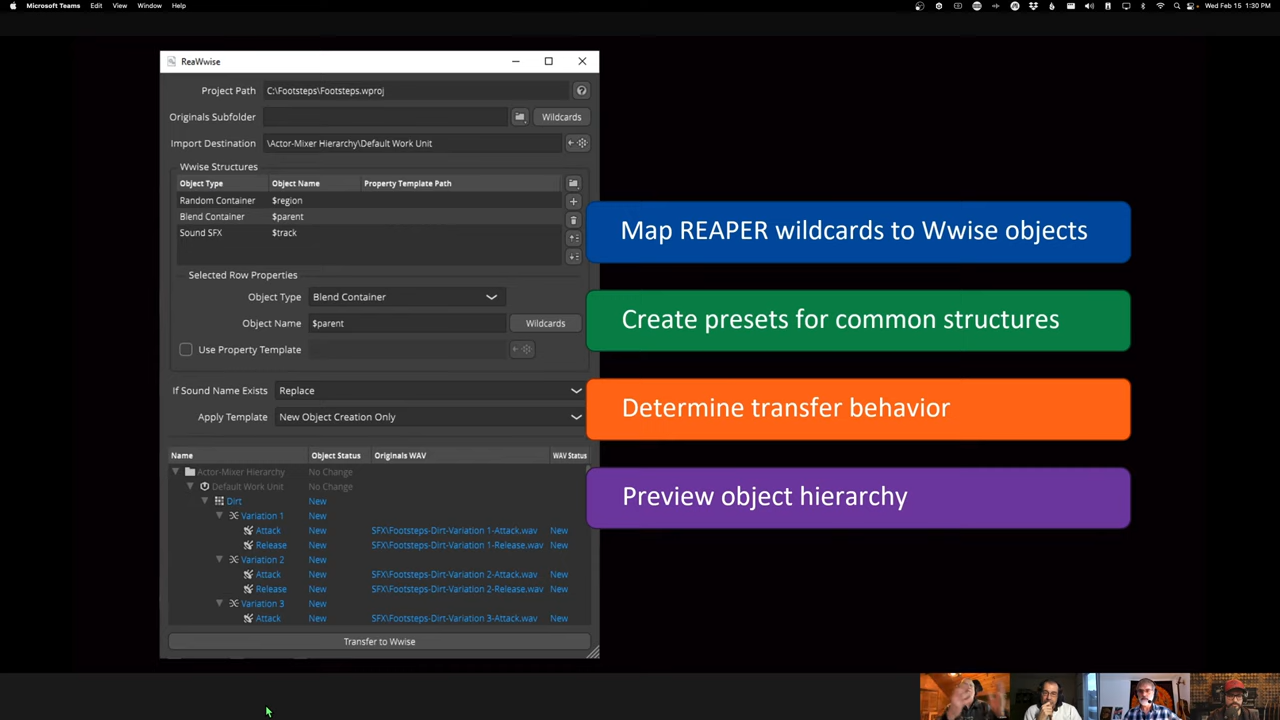 Microsoft Teams Edit View Window Help Wed Feb 15 1:30 PM
ReaWwise
Project Path C:\Footsteps\Footsteps.wproj
Originals Subfolder Wildcards
Import Destination \Actor-Mixer Hierarchy\Default Work Unit
Wwise Structures
Object Type Object Name Property Template Path
Random Container $region
Blend Container $parent
Sound SFX $track
Selected Row Properties
Object Type Blend Container
Object Name $parent Wildcards
Use Property Template
If Sound Name Exists Replace
Apply Template New Object Creation Only
Name Object Status Originals WAV WAV Status
Actor-Mixer Hierarchy No Change
Default Work Unit No Change
Dirt New
Variation 1 New
Attack New SFX\Footsteps-Dirt-Variation 1-Attack.wav New
Release New SFX\Footsteps-Dirt-Variation 1-Release.wav New
Variation 2 New
Attack New SFX\Footsteps-Dirt-Variation 2-Attack.wav New
Release New SFX\Footsteps-Dirt-Variation 2-Release.wav New
Variation 3 New
Attack New SFX\Footsteps-Dirt-Variation 3-Attack.wav New
Transfer to Wwise
Map REAPER wildcards to Wwise objects
Create presets for common structures
Determine transfer behavior
Preview object hierarchy